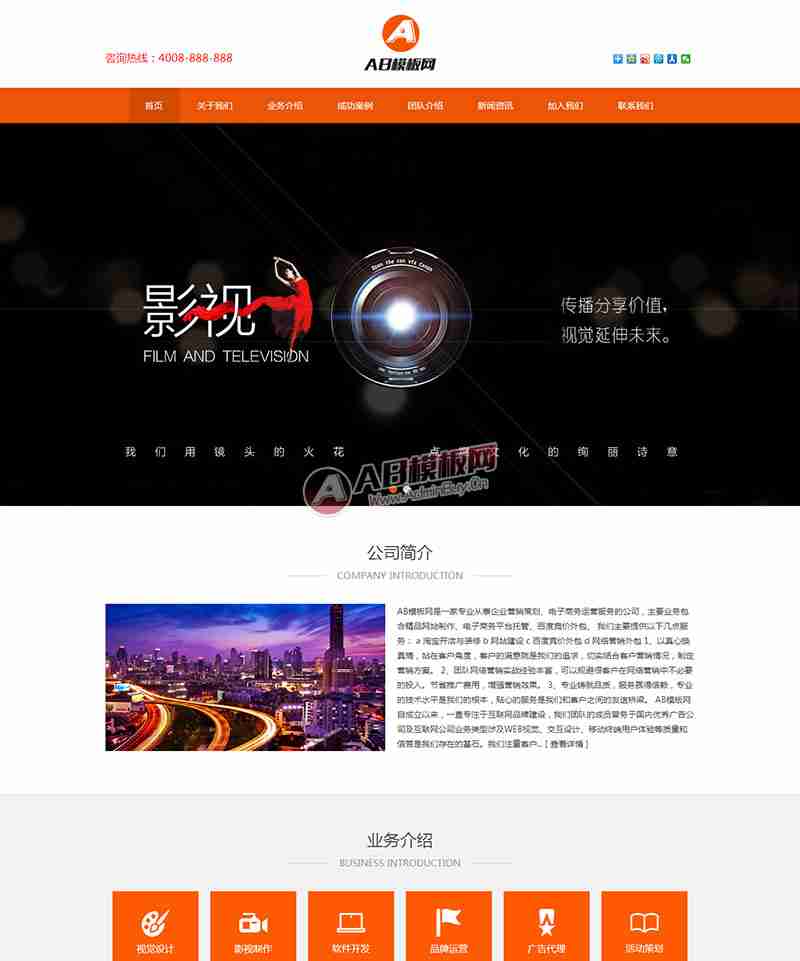 咨询热线：4008-888-888
AB模板网
首页 关于我们 业务介绍 成功案例 团队介绍 新闻资讯 加入我们 联系我们
影视
FILM AND TELEVISION
传播分享价值，
视觉延伸未来。
我们用镜头的火花 点 文化的绚丽诗意
AB模板网
Www.AdminBuy.Cn
公司简介
COMPANY INTRODUCTION
AB模板网是一家专业从事企业营销策划、电子商务运营服务的公司，主要业务包
含精品网站制作、电子商务平台托管、百度竞价外包。 我们主要提供以下几点服
务： a 淘宝开店与装修 b 网站建设 c 百度竞价外包 d 网络营销外包 1、以真心换
真情，站在客户角度，客户的满意就是我们的追求，切实结合客户营销情况，制定
营销方案。 2、团队网络营销实战经验丰富，可以规避很客户在网络营销中不必要
的投入。节省推广费用，增强营销效果。 3、专业铸就品质，服务赢得信赖，专业
的技术水平是我们的根本，贴心的服务是我们和客户之间的友谊桥梁。 AB模板网
自成立以来，一直专注于互联网品牌建设，我们团队的成员曾务于国内优秀广告公
司及互联网公司业务类型涉及WEB视觉、交互设计、移动终端用户体验等质量和
信誉是我们存在的基石。我们注重客户... [ 查看详情 ]
业务介绍
BUSINESS INTRODUCTION
视觉设计 影视制作 软件开发 品牌运营 广告代理 活动策划